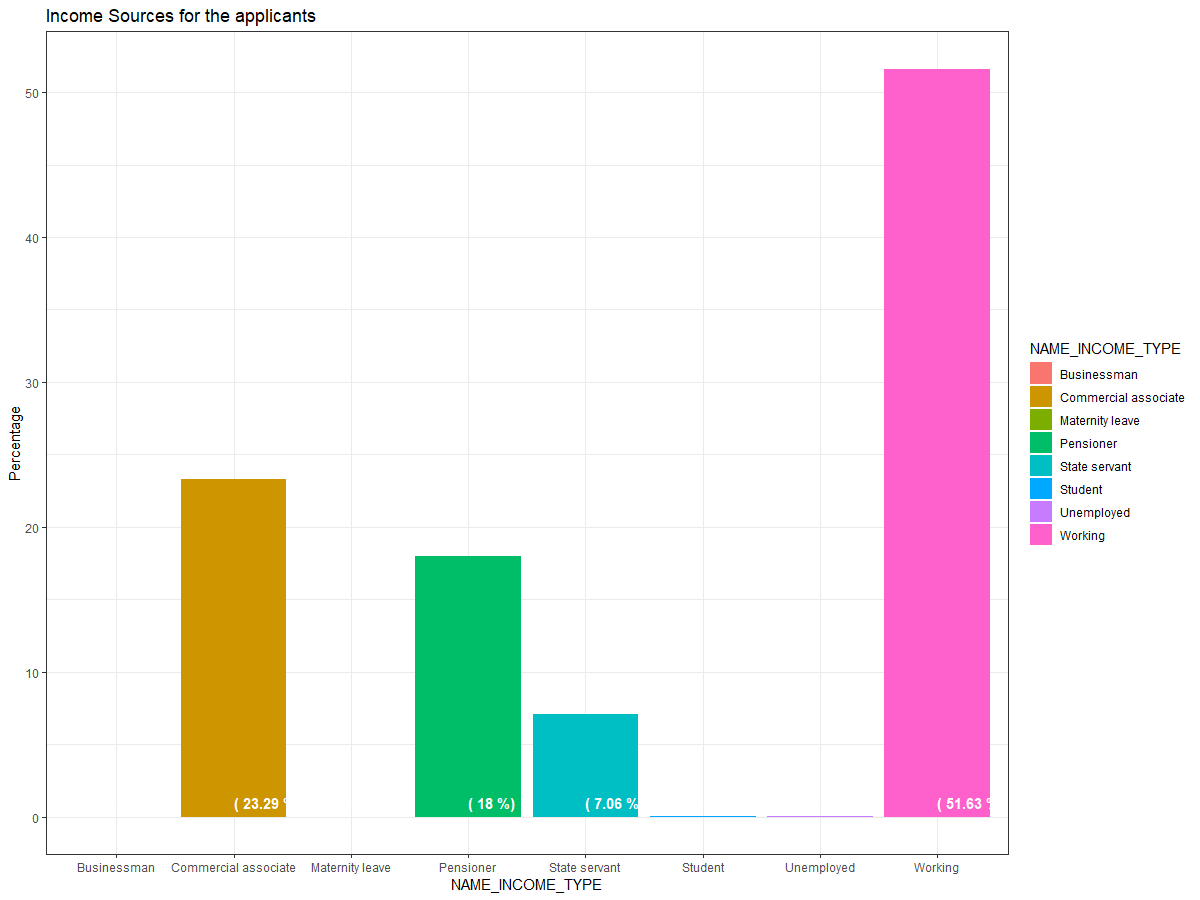 Income Sources for the applicants
Percentage
50
40
30
20
10
0
( 23.29 %
( 18 %)
( 7.06 %
( 51.63 %
Businessman Commercial associate Maternity leave Pensioner State servant Student Unemployed Working
NAME_INCOME_TYPE
NAME_INCOME_TYPE
Businessman
Commercial associate
Maternity leave
Pensioner
State servant
Student
Unemployed
Working